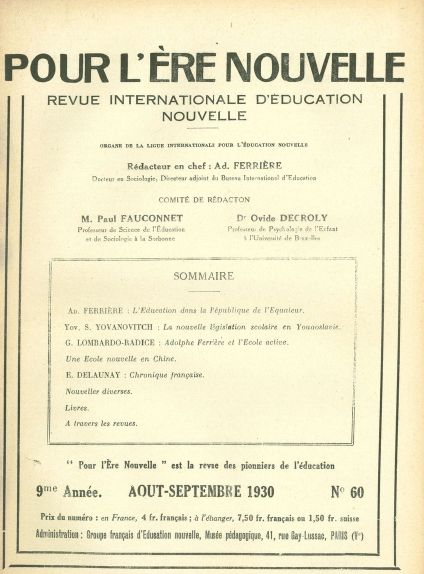 POUR L'ÈRE NOUVELLE
REVUE INTERNATIONALE D'ÉDUCATION
NOUVELLE
ORGANE DE LA LIGUE INTERNATIONALE POUR L'ÉDUCATION NOUVELLE
Rédacteur en chef : Ad. FERRIÈRE
Docteur en Sociologie, Directeur adjoint du Bureau International d'Education
COMITÉ DE RÉDACTON
M. Paul FAUCONNET
Professeur de Science de l'Éducation
et de Sociologie à la Sorbonne
Dr Ovide DECROLY
Professeur de Psychologie de l'Enfant
à l'Université de Bruxelles
SOMMAIRE
AD. FERRIÈRE : L'Education dans la République de l'Equateur.
YOV. S. YOVANOVITCH : La nouvelle législation scolaire en Yougoslavie.
G. LOMBARDO-RADICE : Adolphe Ferrière et l'Ecole active.
Une Ecole nouvelle en Chine.
E. DELAUNAY : Chronique française.
Nouvelles diverses.
Livres.
A travers les revues.
" Pour l'Ère Nouvelle " est la revue des pionniers de l'éducation
9me Année. AOUT-SEPTEMBRE 1930 No 60
Prix du numéro : en France, 4 fr. français ; à l'étranger, 7,50 fr. français ou 1,50 fr. suisse
Administration : Groupe français d'Education nouvelle, Musée pédagogique, 41, rue Gay-Lussac, PARIS (Ve)